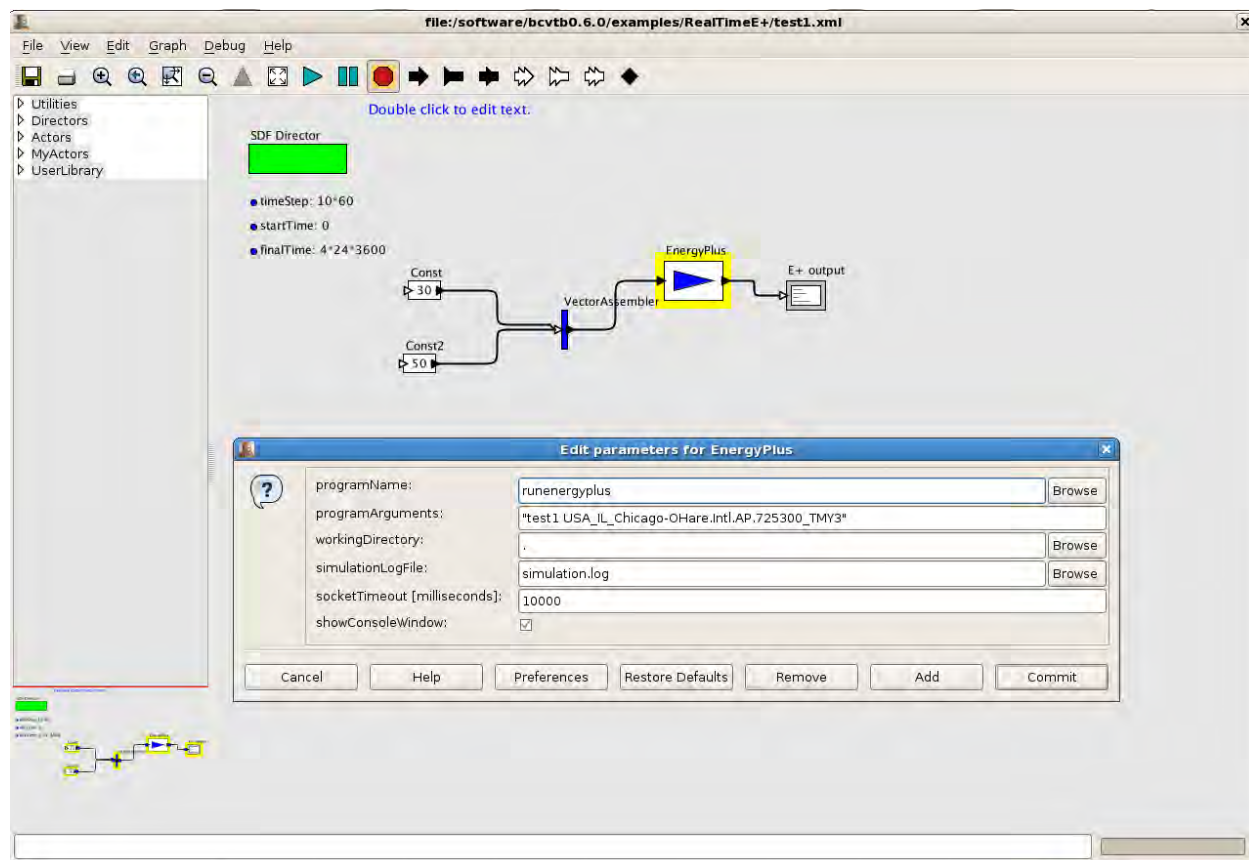 file:/software/bcvtb0.6.0/examples/RealTimeE+/test1.xml
File View Edit Graph Debug Help
Utilities
Directors
Actors
MyActors
UserLibrary
Double click to edit text.
SDF Director
timeStep: 10*60
startTime: 0
finalTime: 4*24*3600
EnergyPlus
E+ output
Const
30
VectorAssembler
Const2
50
Edit parameters for EnergyPlus
programName: runenergyplus Browse
programArguments: "test1 USA_IL_Chicago-OHare.Intl.AP.725300_TMY3"
workingDirectory: . Browse
simulationLogFile: simulation.log Browse
socketTimeout [milliseconds]: 10000
showConsoleWindow:
Cancel Help Preferences Restore Defaults Remove Add Commit